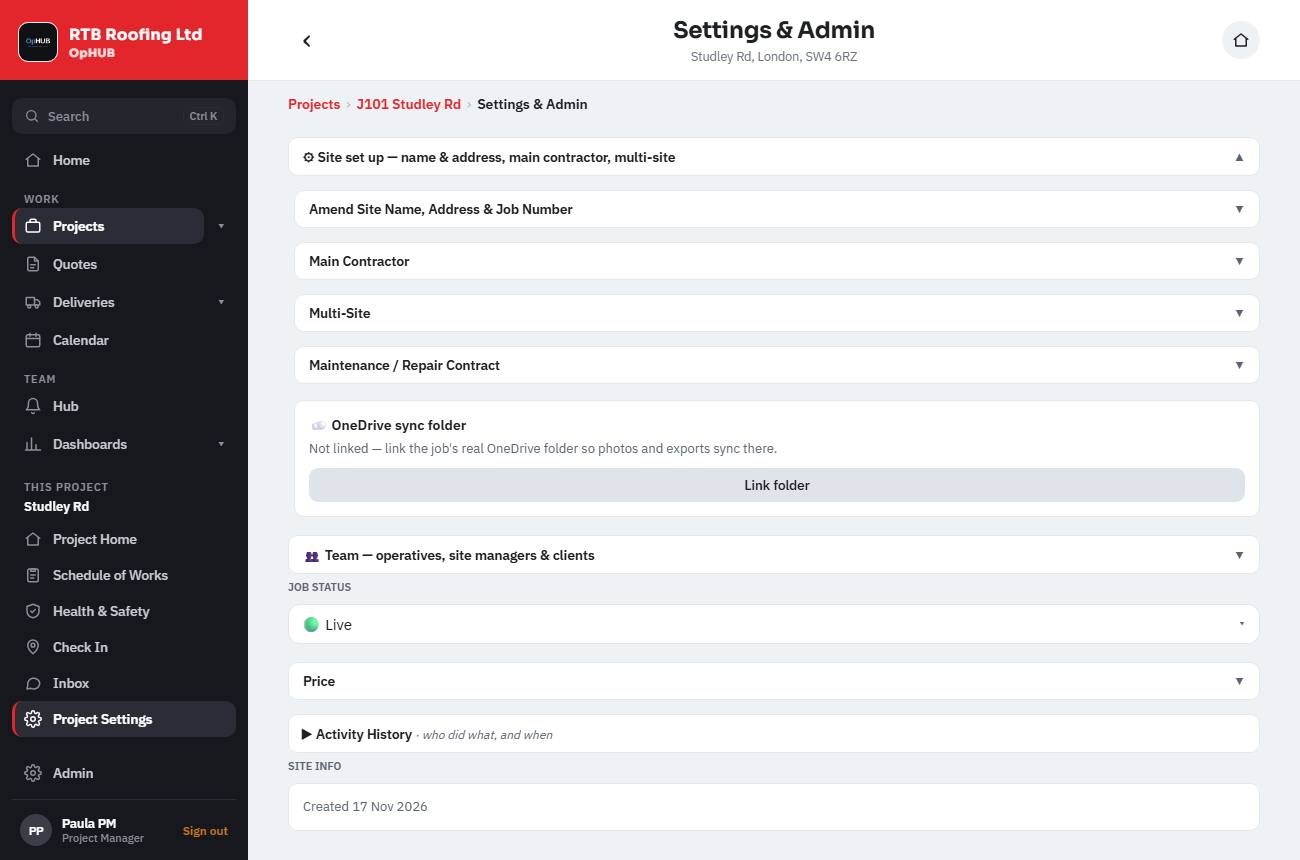 OpHUB
RTB Roofing Ltd
OpHUB
Search
Ctrl K
Home
WORK
Projects
Quotes
Deliveries
Calendar
TEAM
Hub
Dashboards
THIS PROJECT
Studley Rd
Project Home
Schedule of Works
Health & Safety
Check In
Inbox
Project Settings
Admin
PP
Paula PM
Project Manager
Sign out
Settings & Admin
Studley Rd, London, SW4 6RZ
Projects › J101 Studley Rd › Settings & Admin
Site set up — name & address, main contractor, multi-site
Amend Site Name, Address & Job Number
Main Contractor
Multi-Site
Maintenance / Repair Contract
OneDrive sync folder
Not linked — link the job's real OneDrive folder so photos and exports sync there.
Link folder
Team — operatives, site managers & clients
JOB STATUS
Live
Price
Activity History · who did what, and when
SITE INFO
Created 17 Nov 2026